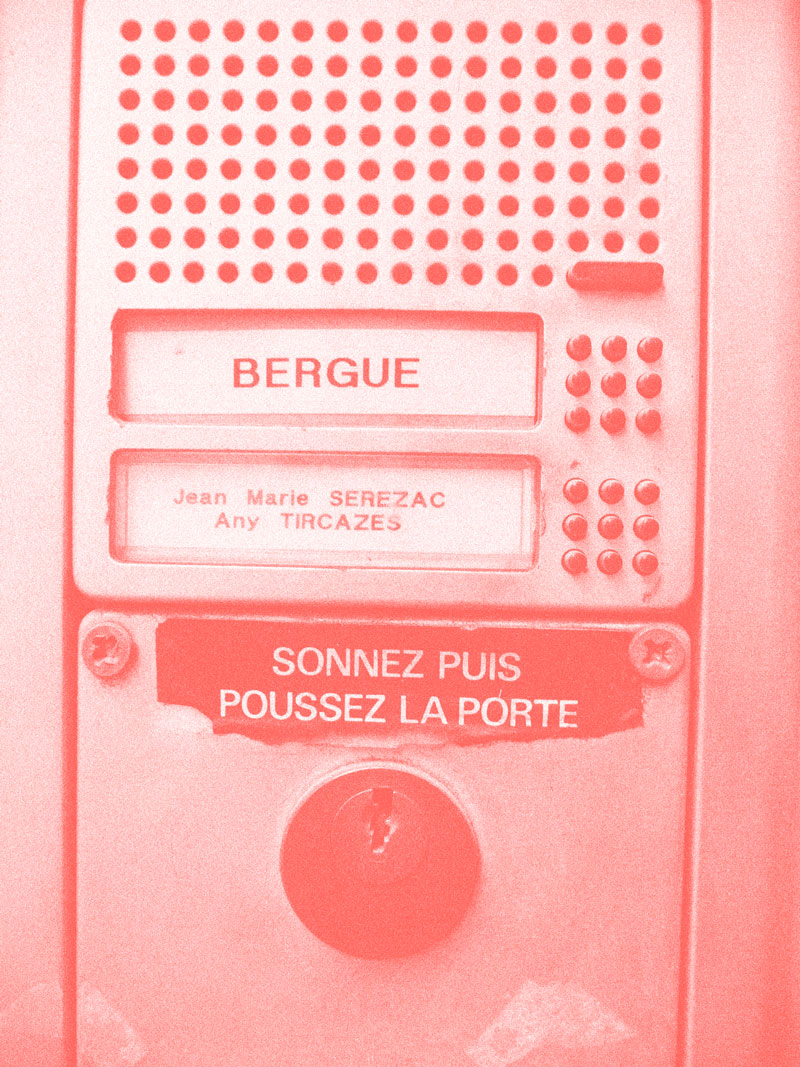 BERGUE
Jean Marie SEREZAC
Any TIRCAZES
SONNEZ PUIS
POUSSEZ LA PORTE